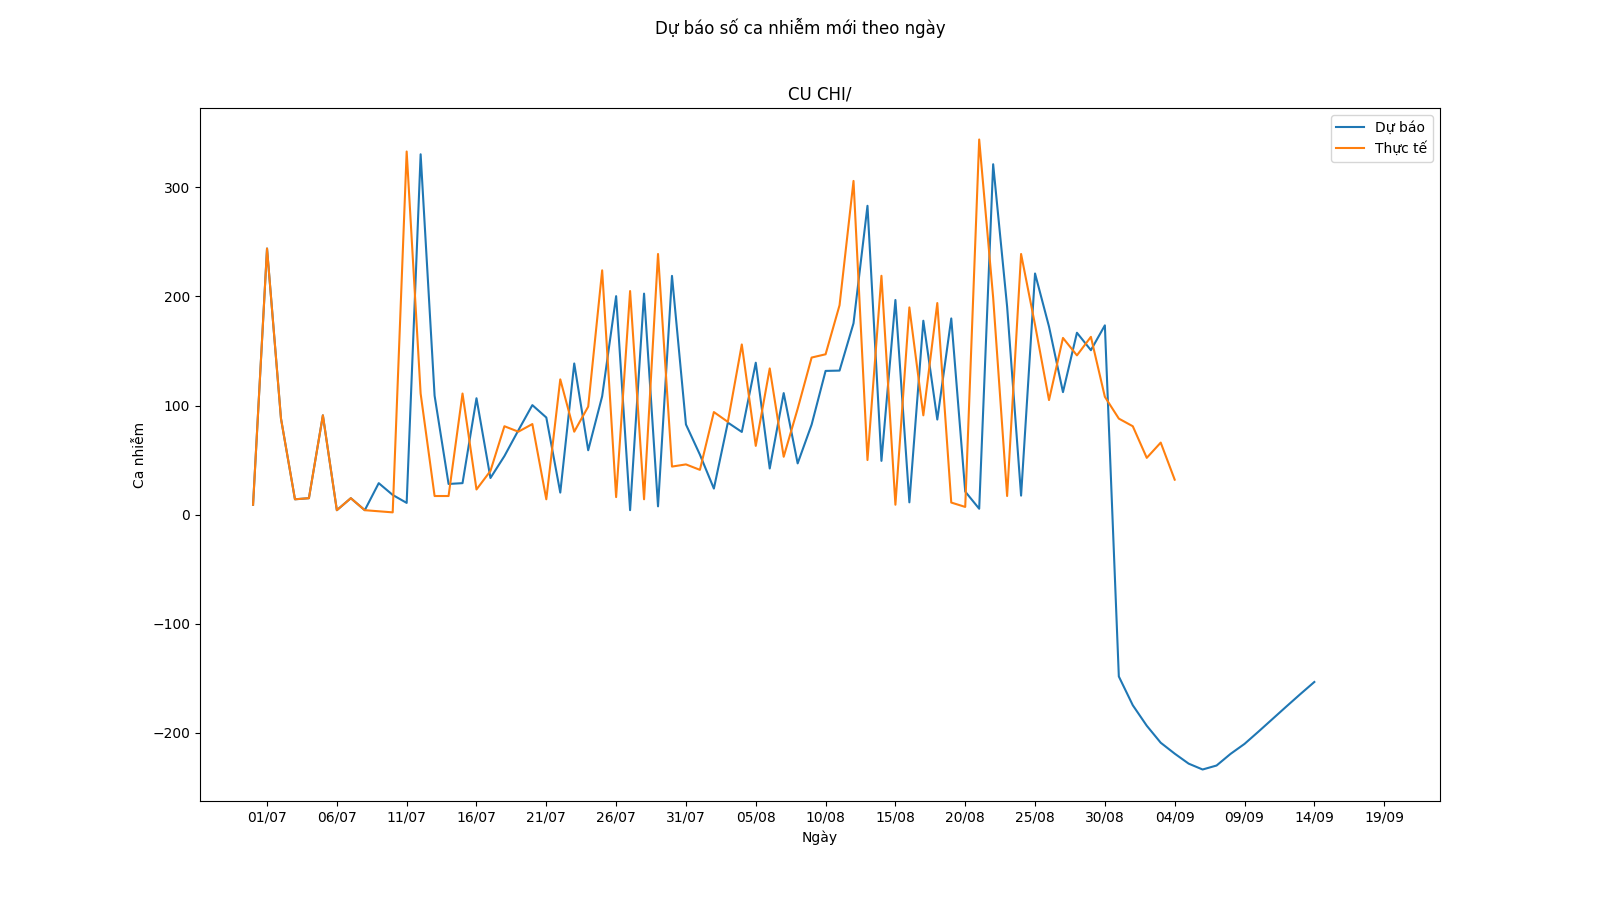 Dự báo số ca nhiễm mới theo ngày
CU CHI/
Dự báo
Thực tế
300
200
100
0
−100
−200
Ca nhiễm
01/07 06/07 11/07 16/07 21/07 26/07 31/07 05/08 10/08 15/08 20/08 25/08 30/08 04/09 09/09 14/09 19/09
Ngày